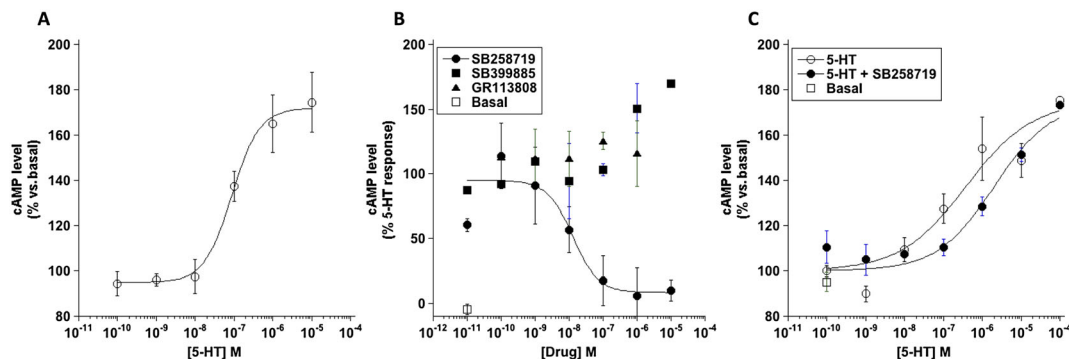 A
cAMP level
(% vs. basal)
200
180
160
140
120
100
80
10-11 10-10 10-9 10-8 10-7 10-6 10-5 10-4
[5-HT] M
B
cAMP level
(% 5-HT response)
200
150
100
50
0
SB258719
SB399885
GR113808
Basal
10-12 10-11 10-10 10-9 10-8 10-7 10-6 10-5 10-4
[Drug] M
C
cAMP level
(% vs. basal)
200
180
160
140
120
100
80
5-HT
5-HT + SB258719
Basal
10-11 10-10 10-9 10-8 10-7 10-6 10-5 10-4
[5-HT] M